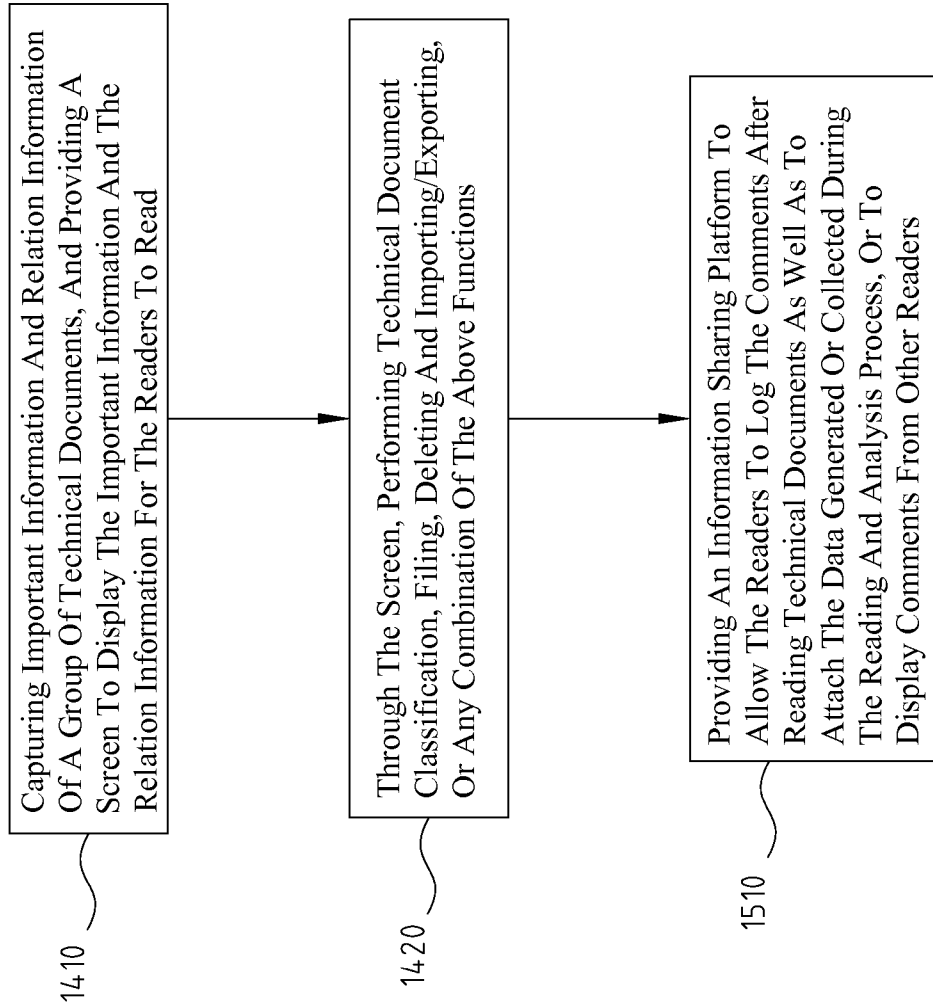 Capturing Important Information And Relation Information
Of A Group Of Technical Documents, And Providing A
Screen To Display The Important Information And The
Relation Information For The Readers To Read
1410
Through The Screen, Performing Technical Document
Classification, Filing, Deleting And Importing/Exporting,
Or Any Combination Of The Above Functions
1420
Providing An Information Sharing Platform To
Allow The Readers To Log The Comments After
Reading Technical Documents As Well As To
Attach The Data Generated Or Collected During
The Reading And Analysis Process, Or To
Display Comments From Other Readers
1510